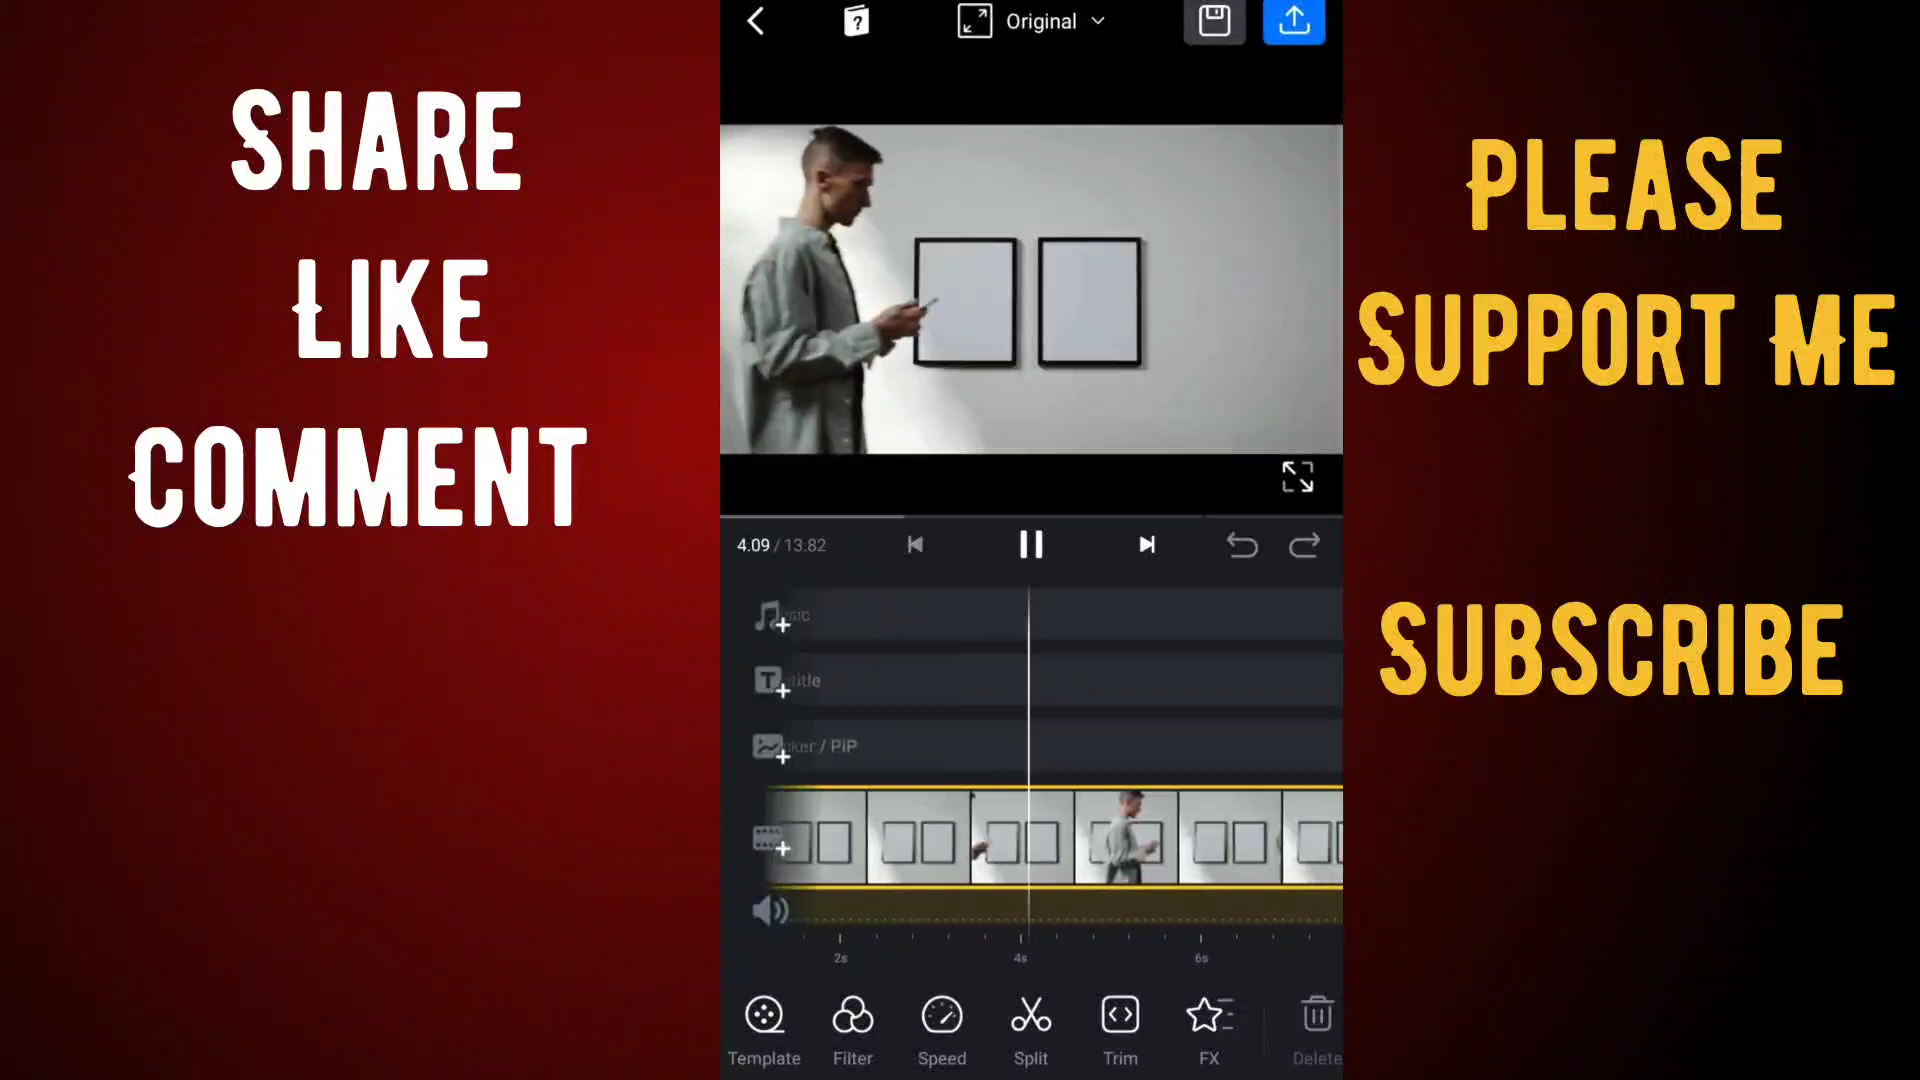 SHARE
LIKE
COMMENT
Original
4.09 / 13.82
2s
4s
6s
Template
Filter
Speed
Split
Trim
FX
Delete
PLEASE
SUPPORT ME
SUBSCRIBE
/ PiP